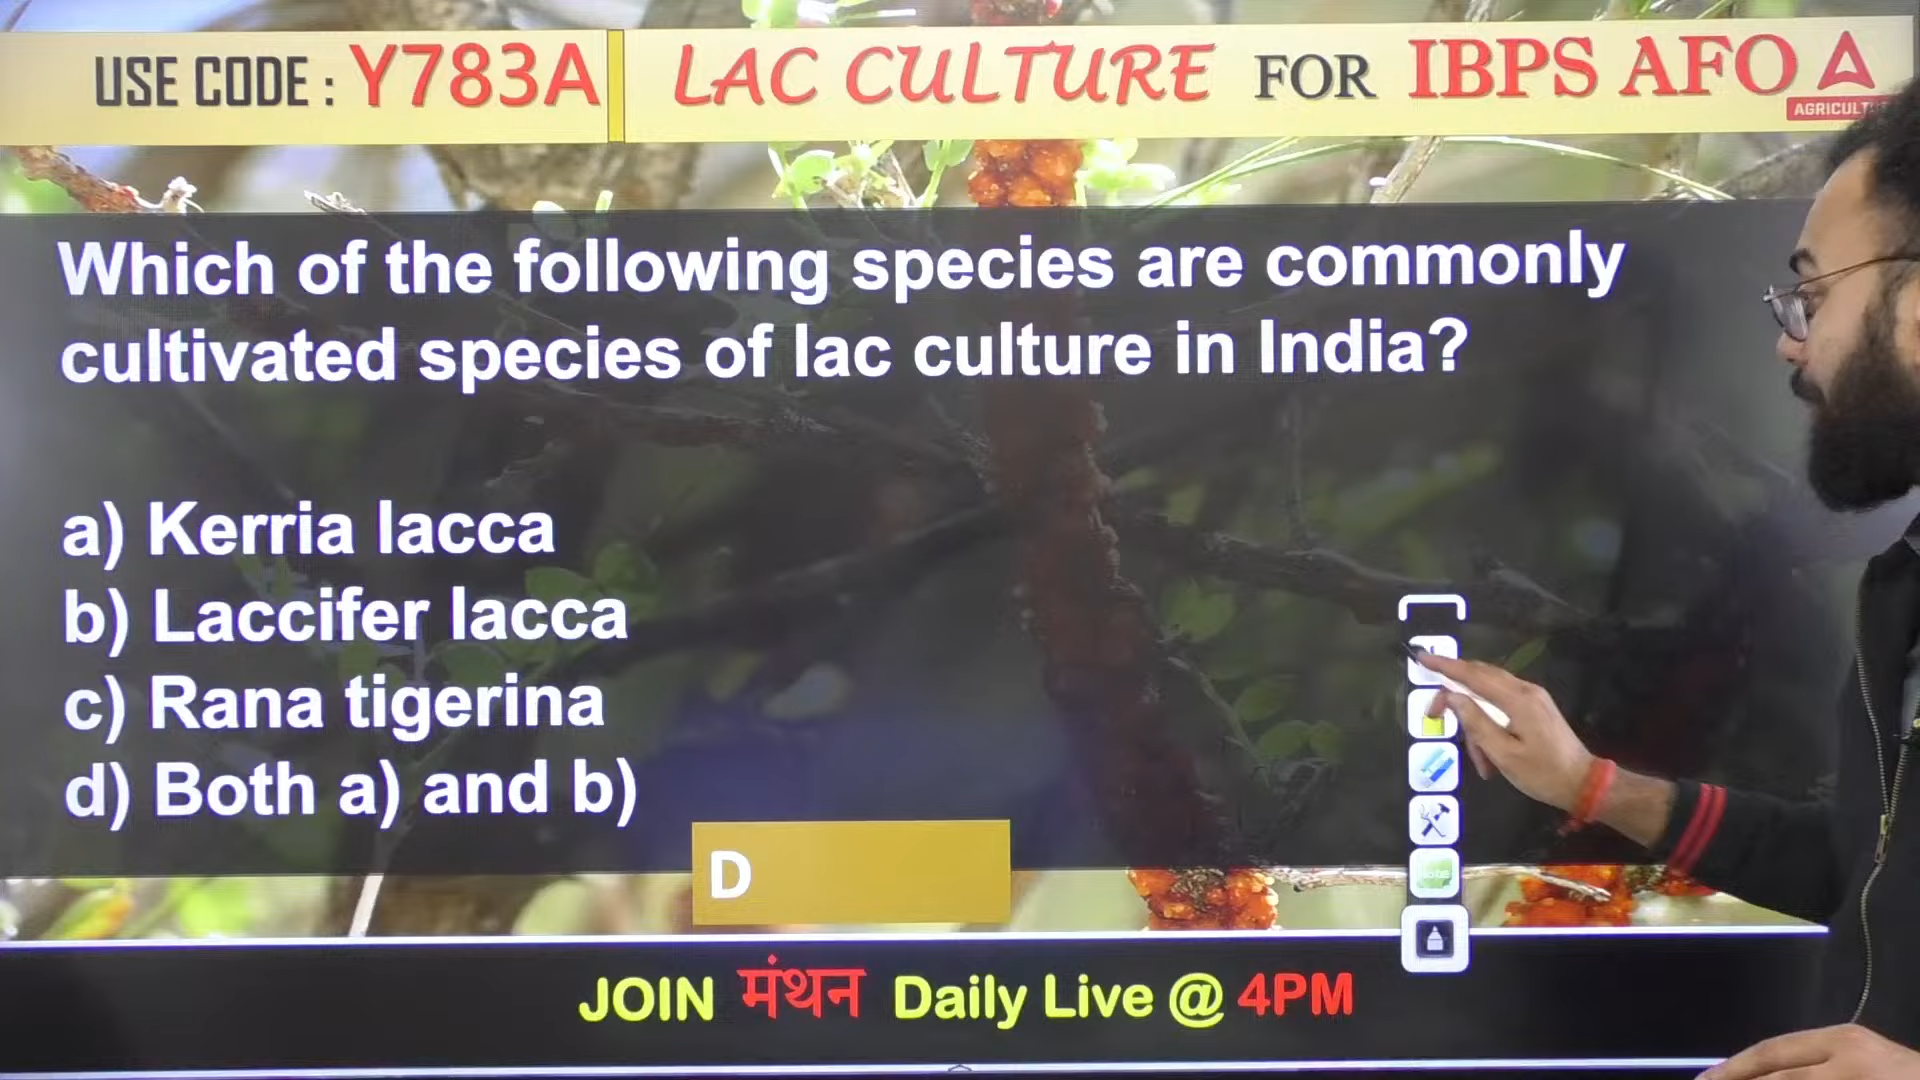 USE CODE : Y783A
LAC CULTURE FOR IBPS AFO
Which of the following species are commonly
cultivated species of lac culture in India?
a) Kerria lacca
b) Laccifer lacca
c) Rana tigerina
d) Both a) and b)
D
JOIN मंथन Daily Live @ 4PM